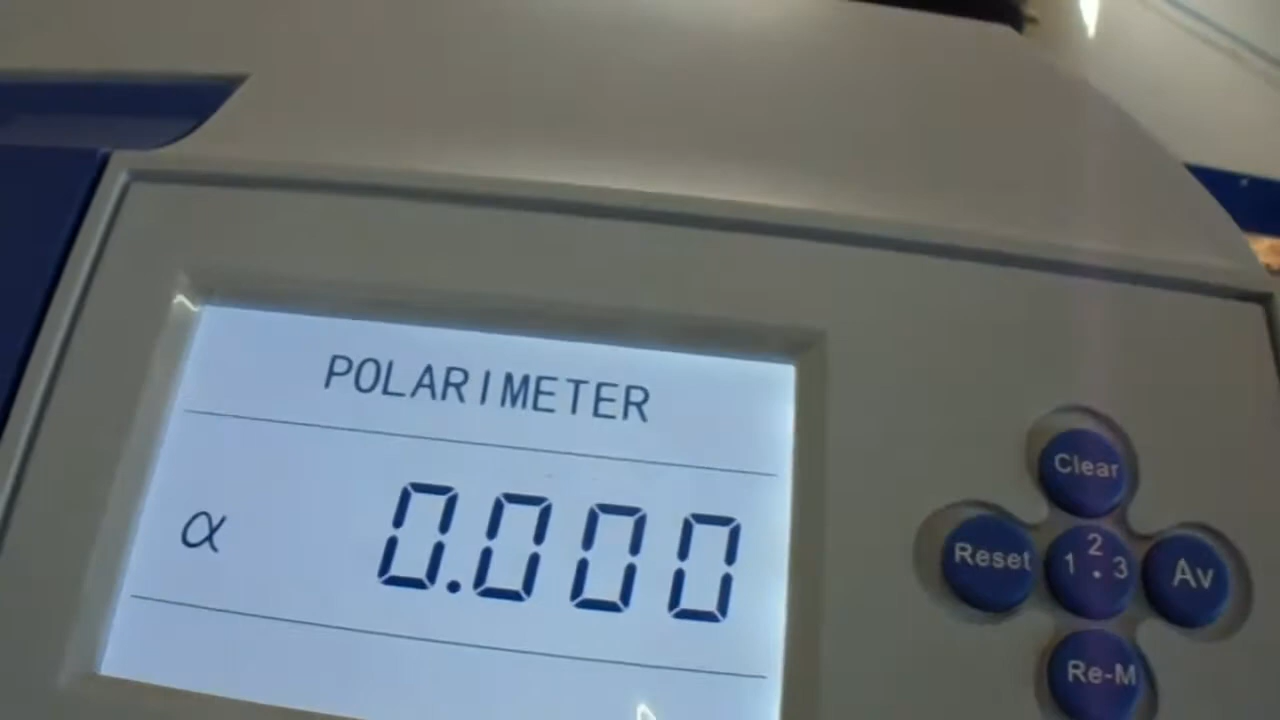 POLARIMETER
α 0.000
Clear
Reset
1 2 . 3
Av
Re-M